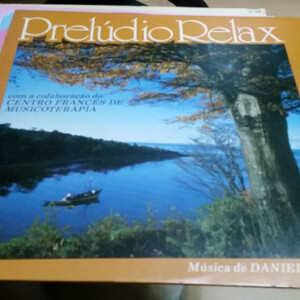 Prelúdio Relax
com a colaboração do
CENTRO FRANCÊS DE
MUSICOTERAPIA
Música de DANIEL